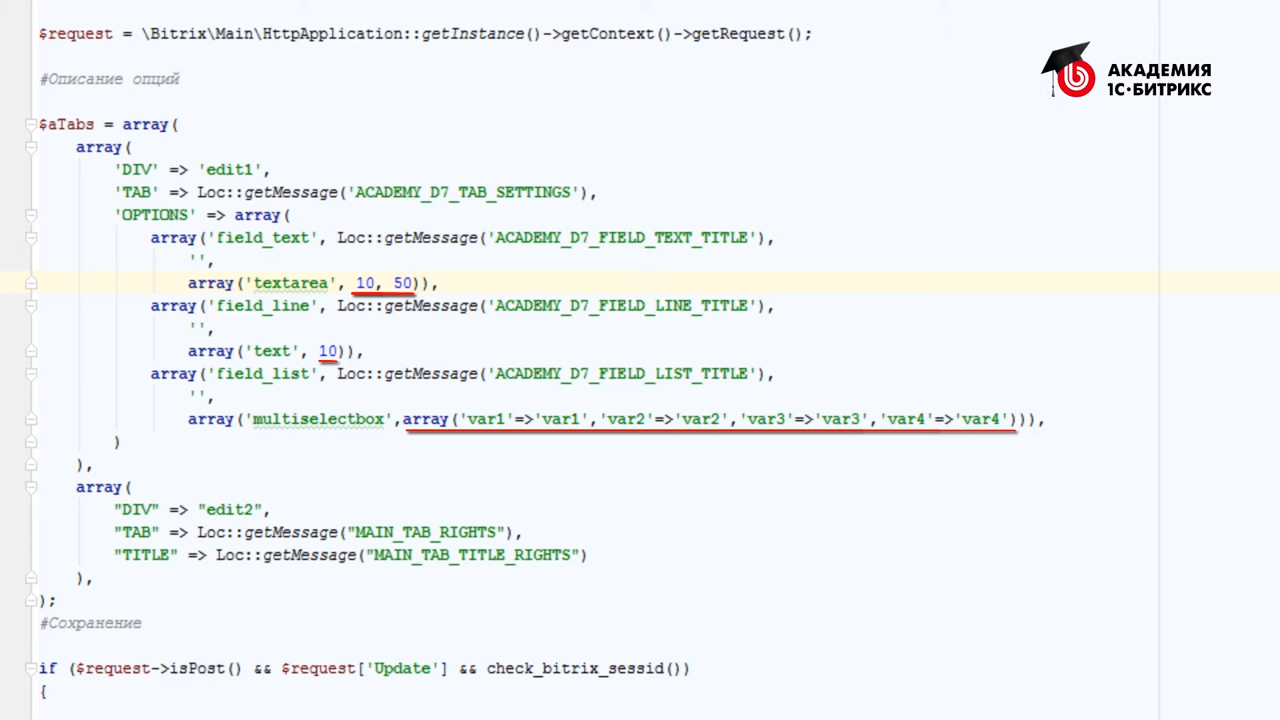 $request = \Bitrix\Main\HttpApplication::getInstance()->getContext()->getRequest();
АКАДЕМИЯ
1С·БИТРИКС
#Описание опций
$aTabs = array(
array(
'DIV' => 'edit1',
'TAB' => Loc::getMessage('ACADEMY_D7_TAB_SETTINGS'),
'OPTIONS' => array(
array('field_text', Loc::getMessage('ACADEMY_D7_FIELD_TEXT_TITLE'),
'',
array('textarea', 10, 50)),
array('field_line', Loc::getMessage('ACADEMY_D7_FIELD_LINE_TITLE'),
'',
array('text', 10)),
array('field_list', Loc::getMessage('ACADEMY_D7_FIELD_LIST_TITLE'),
'',
array('multiselectbox',array('var1'=>'var1','var2'=>'var2','var3'=>'var3','var4'=>'var4'))),
)
),
array(
"DIV" => "edit2",
"TAB" => Loc::getMessage("MAIN_TAB_RIGHTS"),
"TITLE" => Loc::getMessage("MAIN_TAB_TITLE_RIGHTS")
),
);
#Сохранение
if ($request->isPost() && $request['Update'] && check_bitrix_sessid())
{